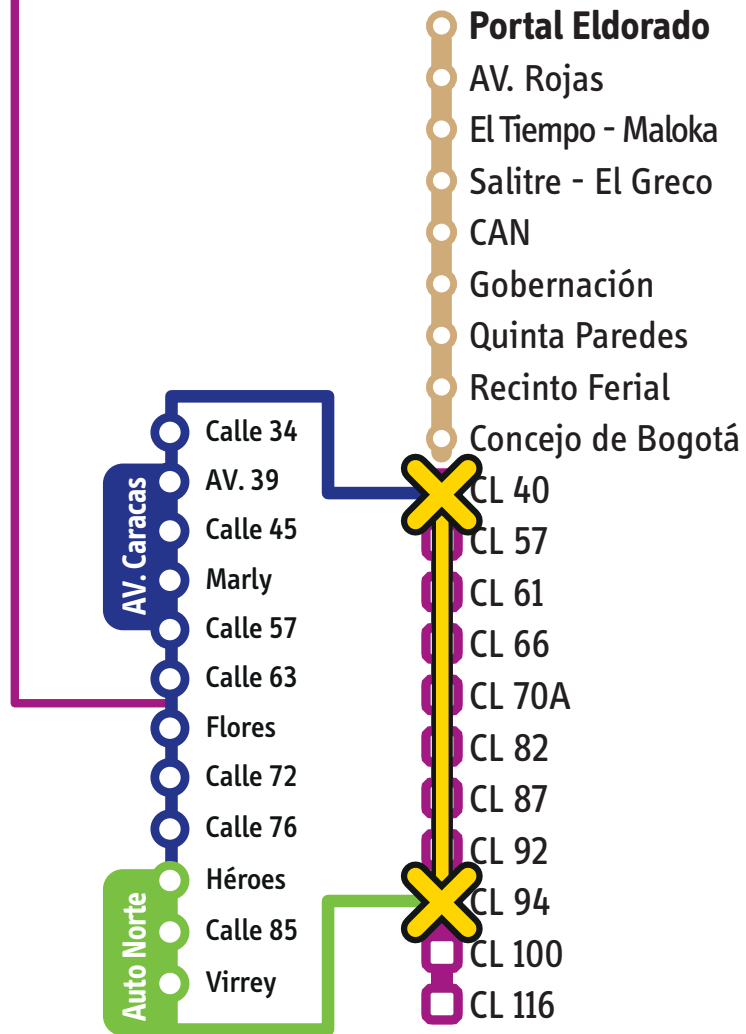 Portal Eldorado
AV. Rojas
El Tiempo - Maloka
Salitre - El Greco
CAN
Gobernación
Quinta Paredes
Recinto Ferial
Concejo de Bogotá
CL 40
CL 57
CL 61
CL 66
CL 70A
CL 82
CL 87
CL 92
CL 94
CL 100
CL 116
AV. Caracas
Calle 34
AV. 39
Calle 45
Marly
Calle 57
Calle 63
Flores
Calle 72
Calle 76
Auto Norte
Héroes
Calle 85
Virrey